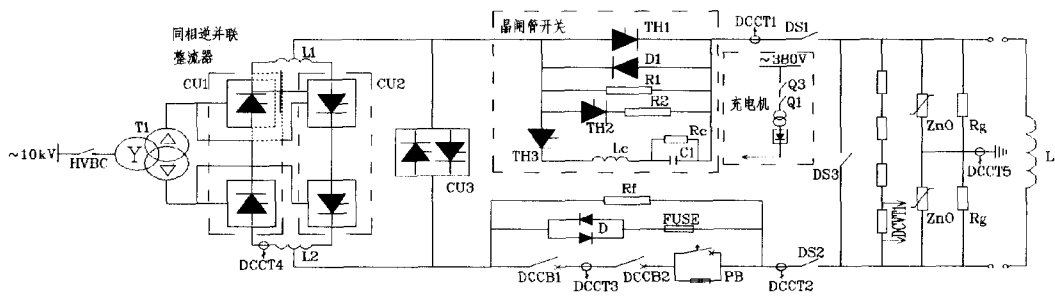 同相逆并联
整流器
CU1
L1
CU2
T1
~10kV
HVBC
Y
△
△
DCCT4
L2
CU3
晶闸管开关
TH1
D1
R1
R2
TH2
TH3
Lc
Rc
C1
DCCT1
DS1
~380V
Q3
Q1
充电机
DS3
ZnO
Rg
DCCT5
L
DCVT1
ZnO
Rg
Rf
D
FUSE
DCCB1
DCCT3
DCCB2
PB
DCCT2
DS2